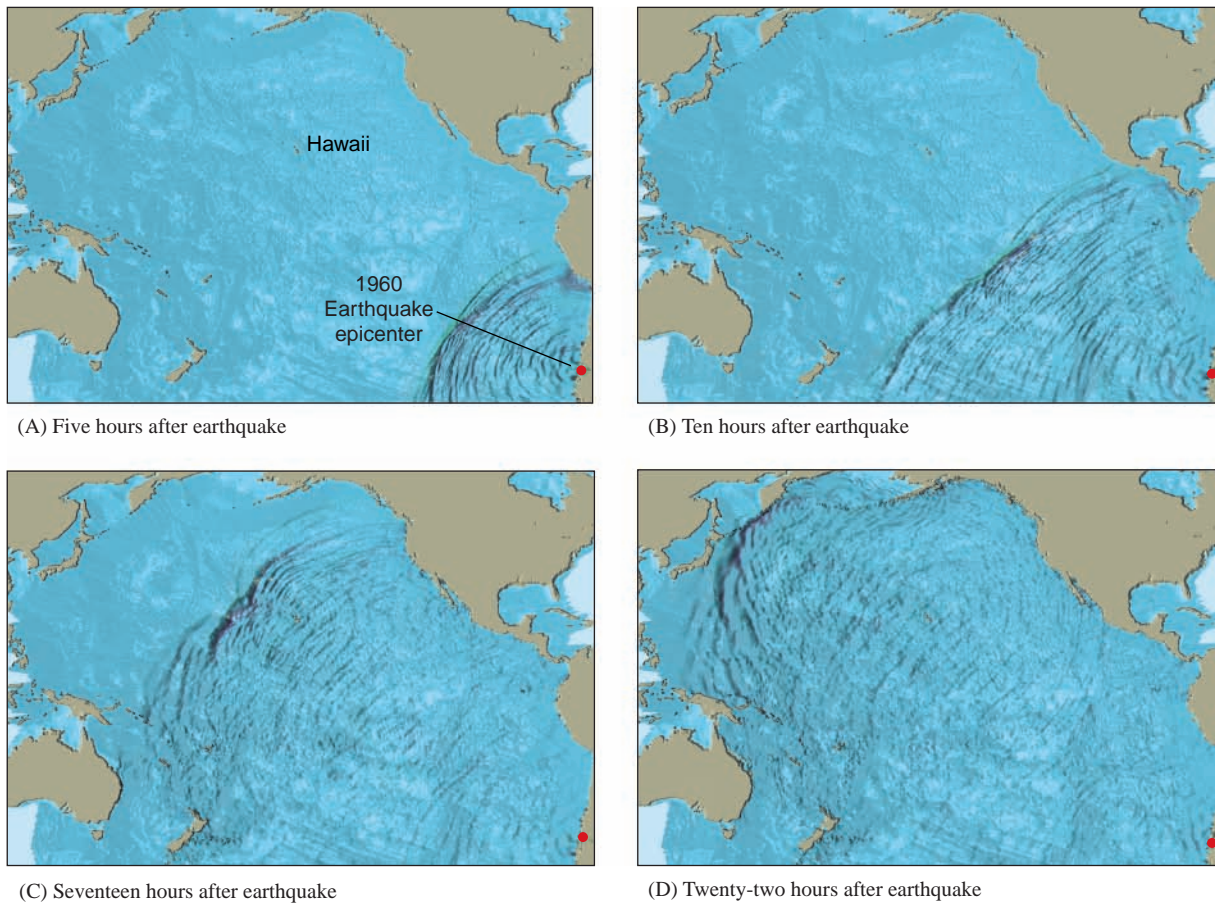 Hawaii
1960
Earthquake
epicenter
(A) Five hours after earthquake
(B) Ten hours after earthquake
(C) Seventeen hours after earthquake
(D) Twenty-two hours after earthquake